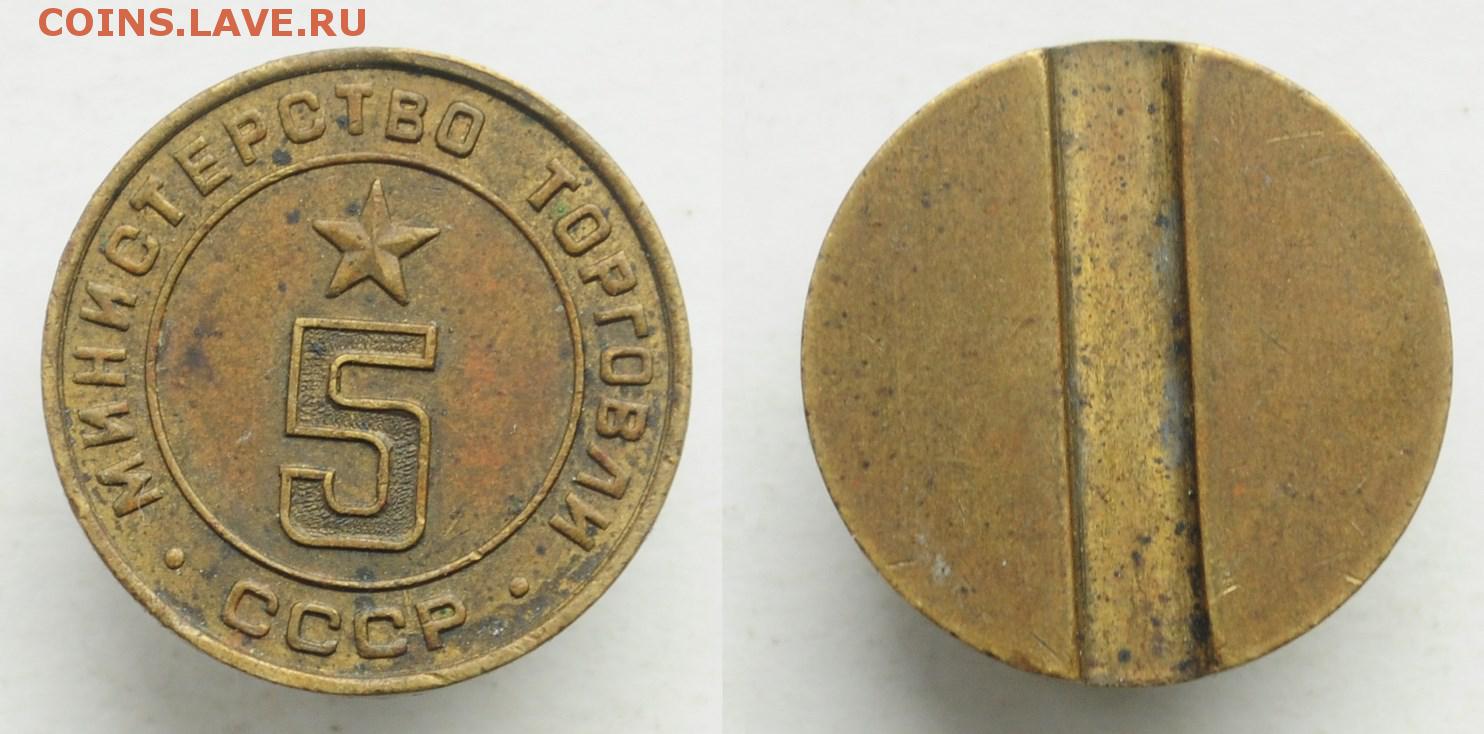 COINS.LAVE.RU
МИНИСТЕРСТВО ТОРГОВЛИ
5
· СССР ·